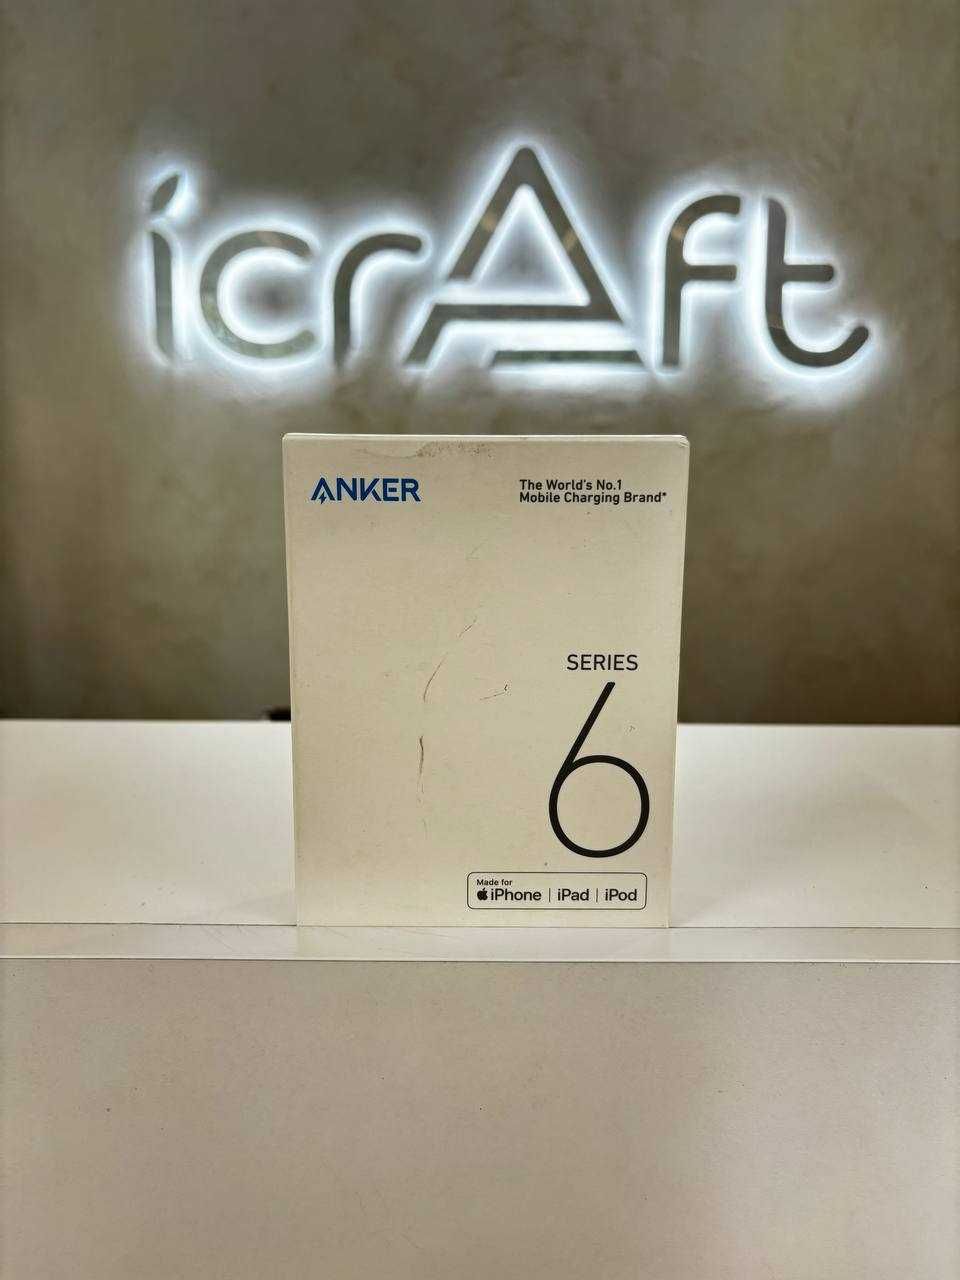 icrAft
ANKER
The World's No.1
Mobile Charging Brand*
SERIES
6
Made for
iPhone | iPad | iPod